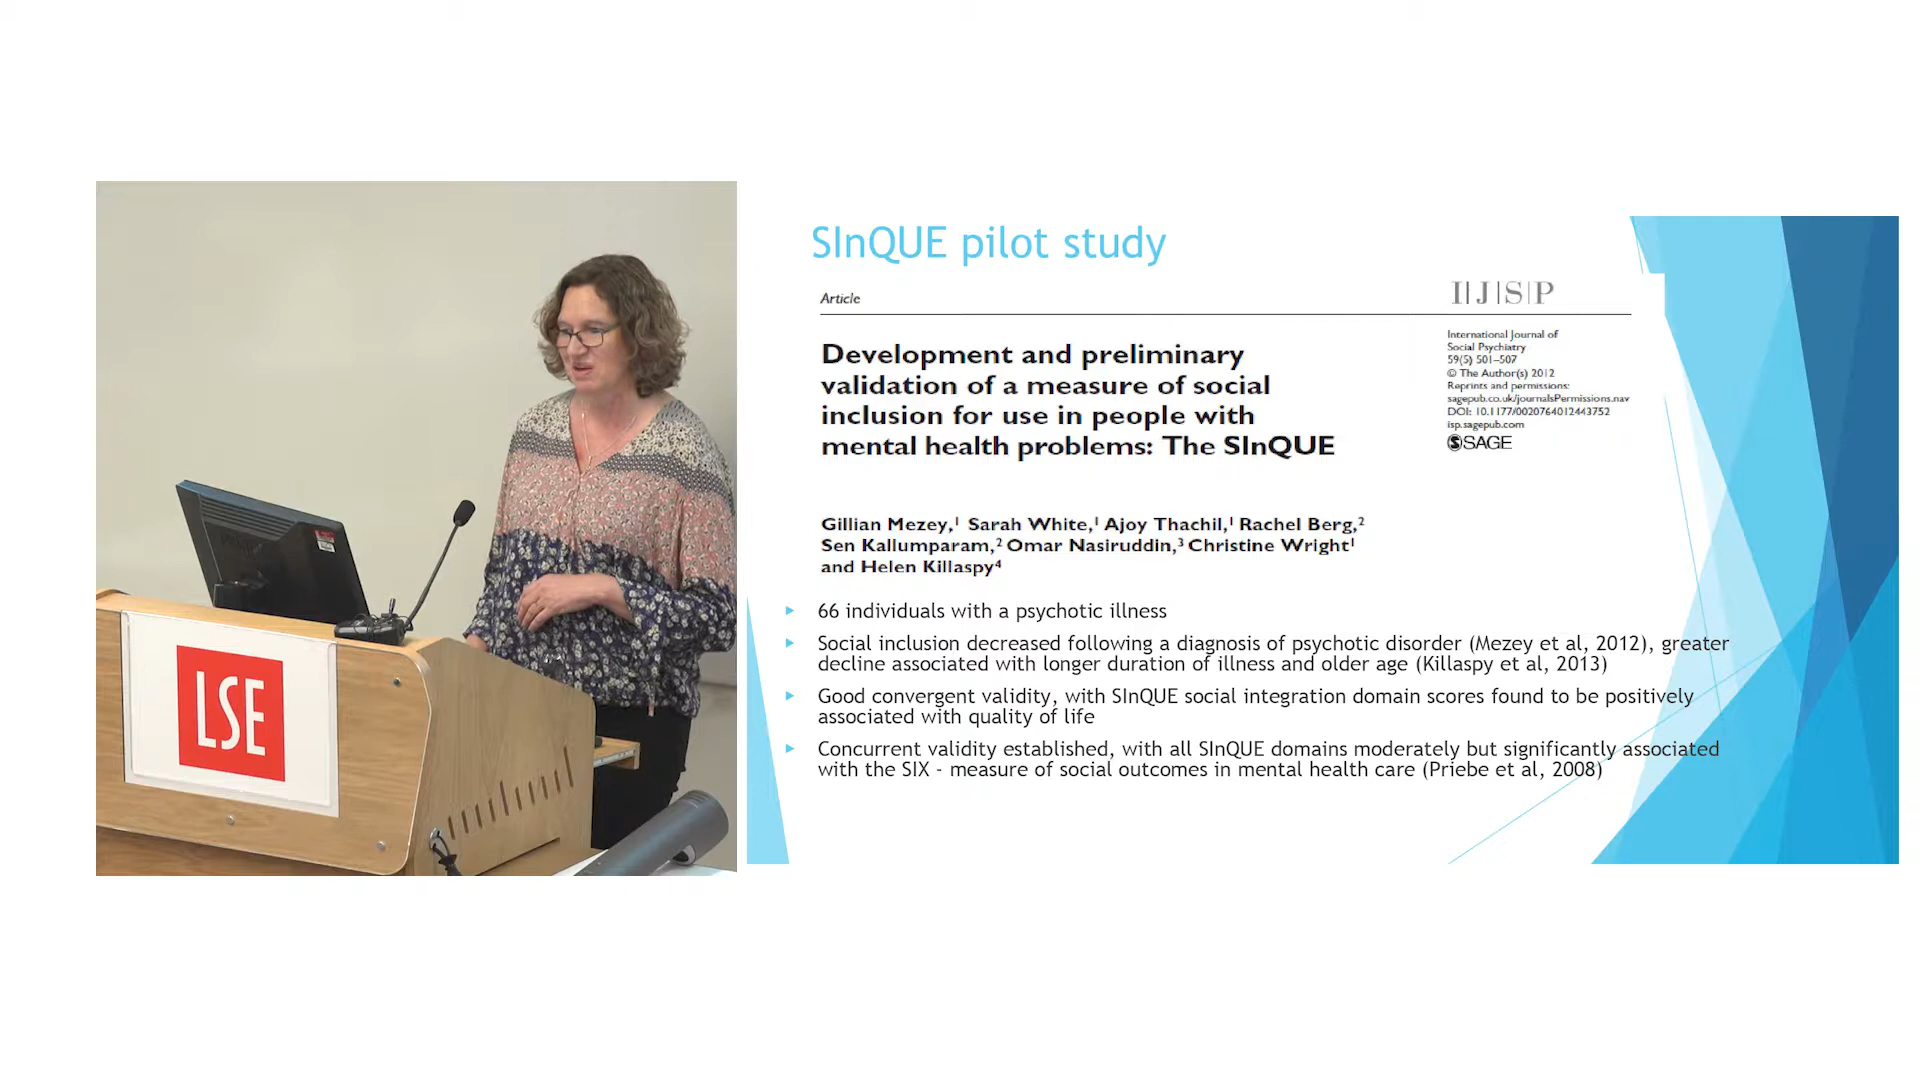 SInQUE pilot study
Article
I|J|S|P
International Journal of
Social Psychiatry
59(5) 501–507
© The Author(s) 2012
Reprints and permissions:
sagepub.co.uk/journalsPermissions.nav
DOI: 10.1177/0020764012443752
isp.sagepub.com
SAGE
Development and preliminary
validation of a measure of social
inclusion for use in people with
mental health problems: The SInQUE
Gillian Mezey,¹ Sarah White,¹ Ajoy Thachil,¹ Rachel Berg,²
Sen Kallumparam,² Omar Nasiruddin,³ Christine Wright¹
and Helen Killaspy⁴
66 individuals with a psychotic illness
Social inclusion decreased following a diagnosis of psychotic disorder (Mezey et al, 2012), greater
decline associated with longer duration of illness and older age (Killaspy et al, 2013)
Good convergent validity, with SInQUE social integration domain scores found to be positively
associated with quality of life
Concurrent validity established, with all SInQUE domains moderately but significantly associated
with the SIX - measure of social outcomes in mental health care (Priebe et al, 2008)
LSE